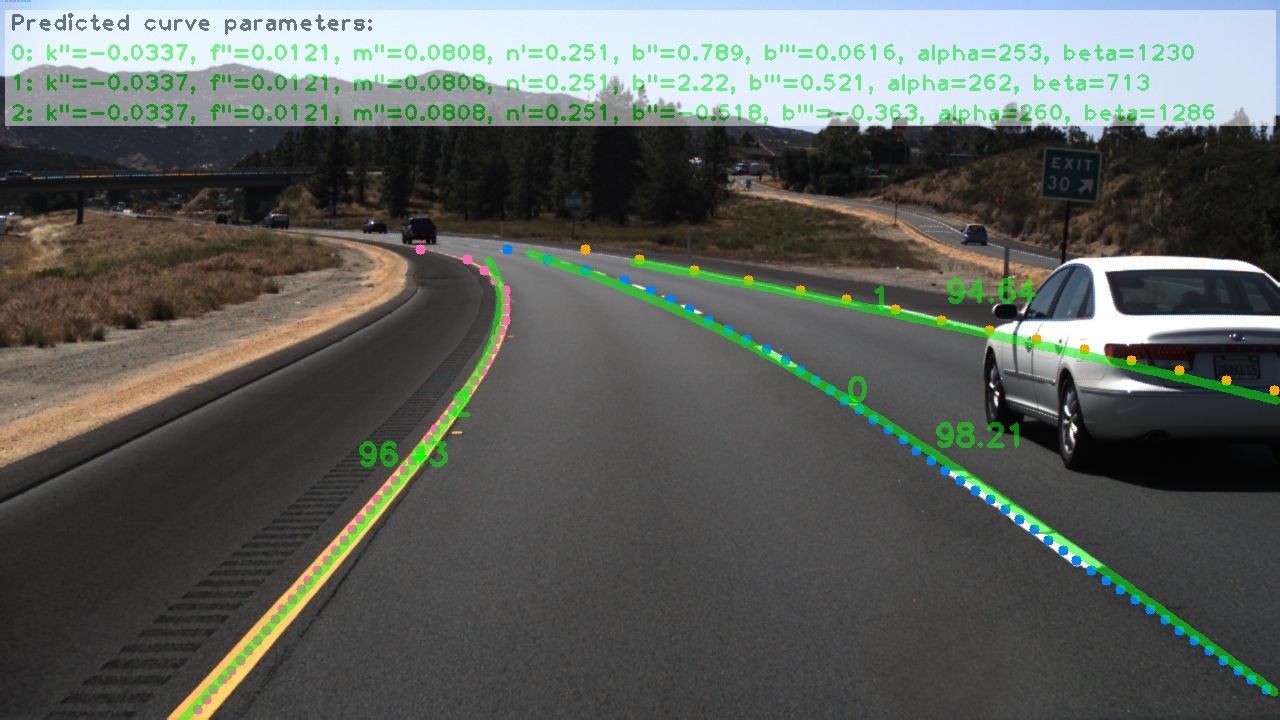 Predicted curve parameters:
0: k''=-0.0337, f''=0.0121, m''=0.0808, n'=0.251, b''=0.789, b'''=0.0616, alpha=253, beta=1230
1: k''=-0.0337, f''=0.0121, m''=0.0808, n'=0.251, b''=2.22, b'''=0.521, alpha=262, beta=713
2: k''=-0.0337, f''=0.0121, m''=0.0808, n'=0.251, b''=-0.518, b'''=-0.363, alpha=260, beta=1286
EXIT
30
1
94.64
0
98.21